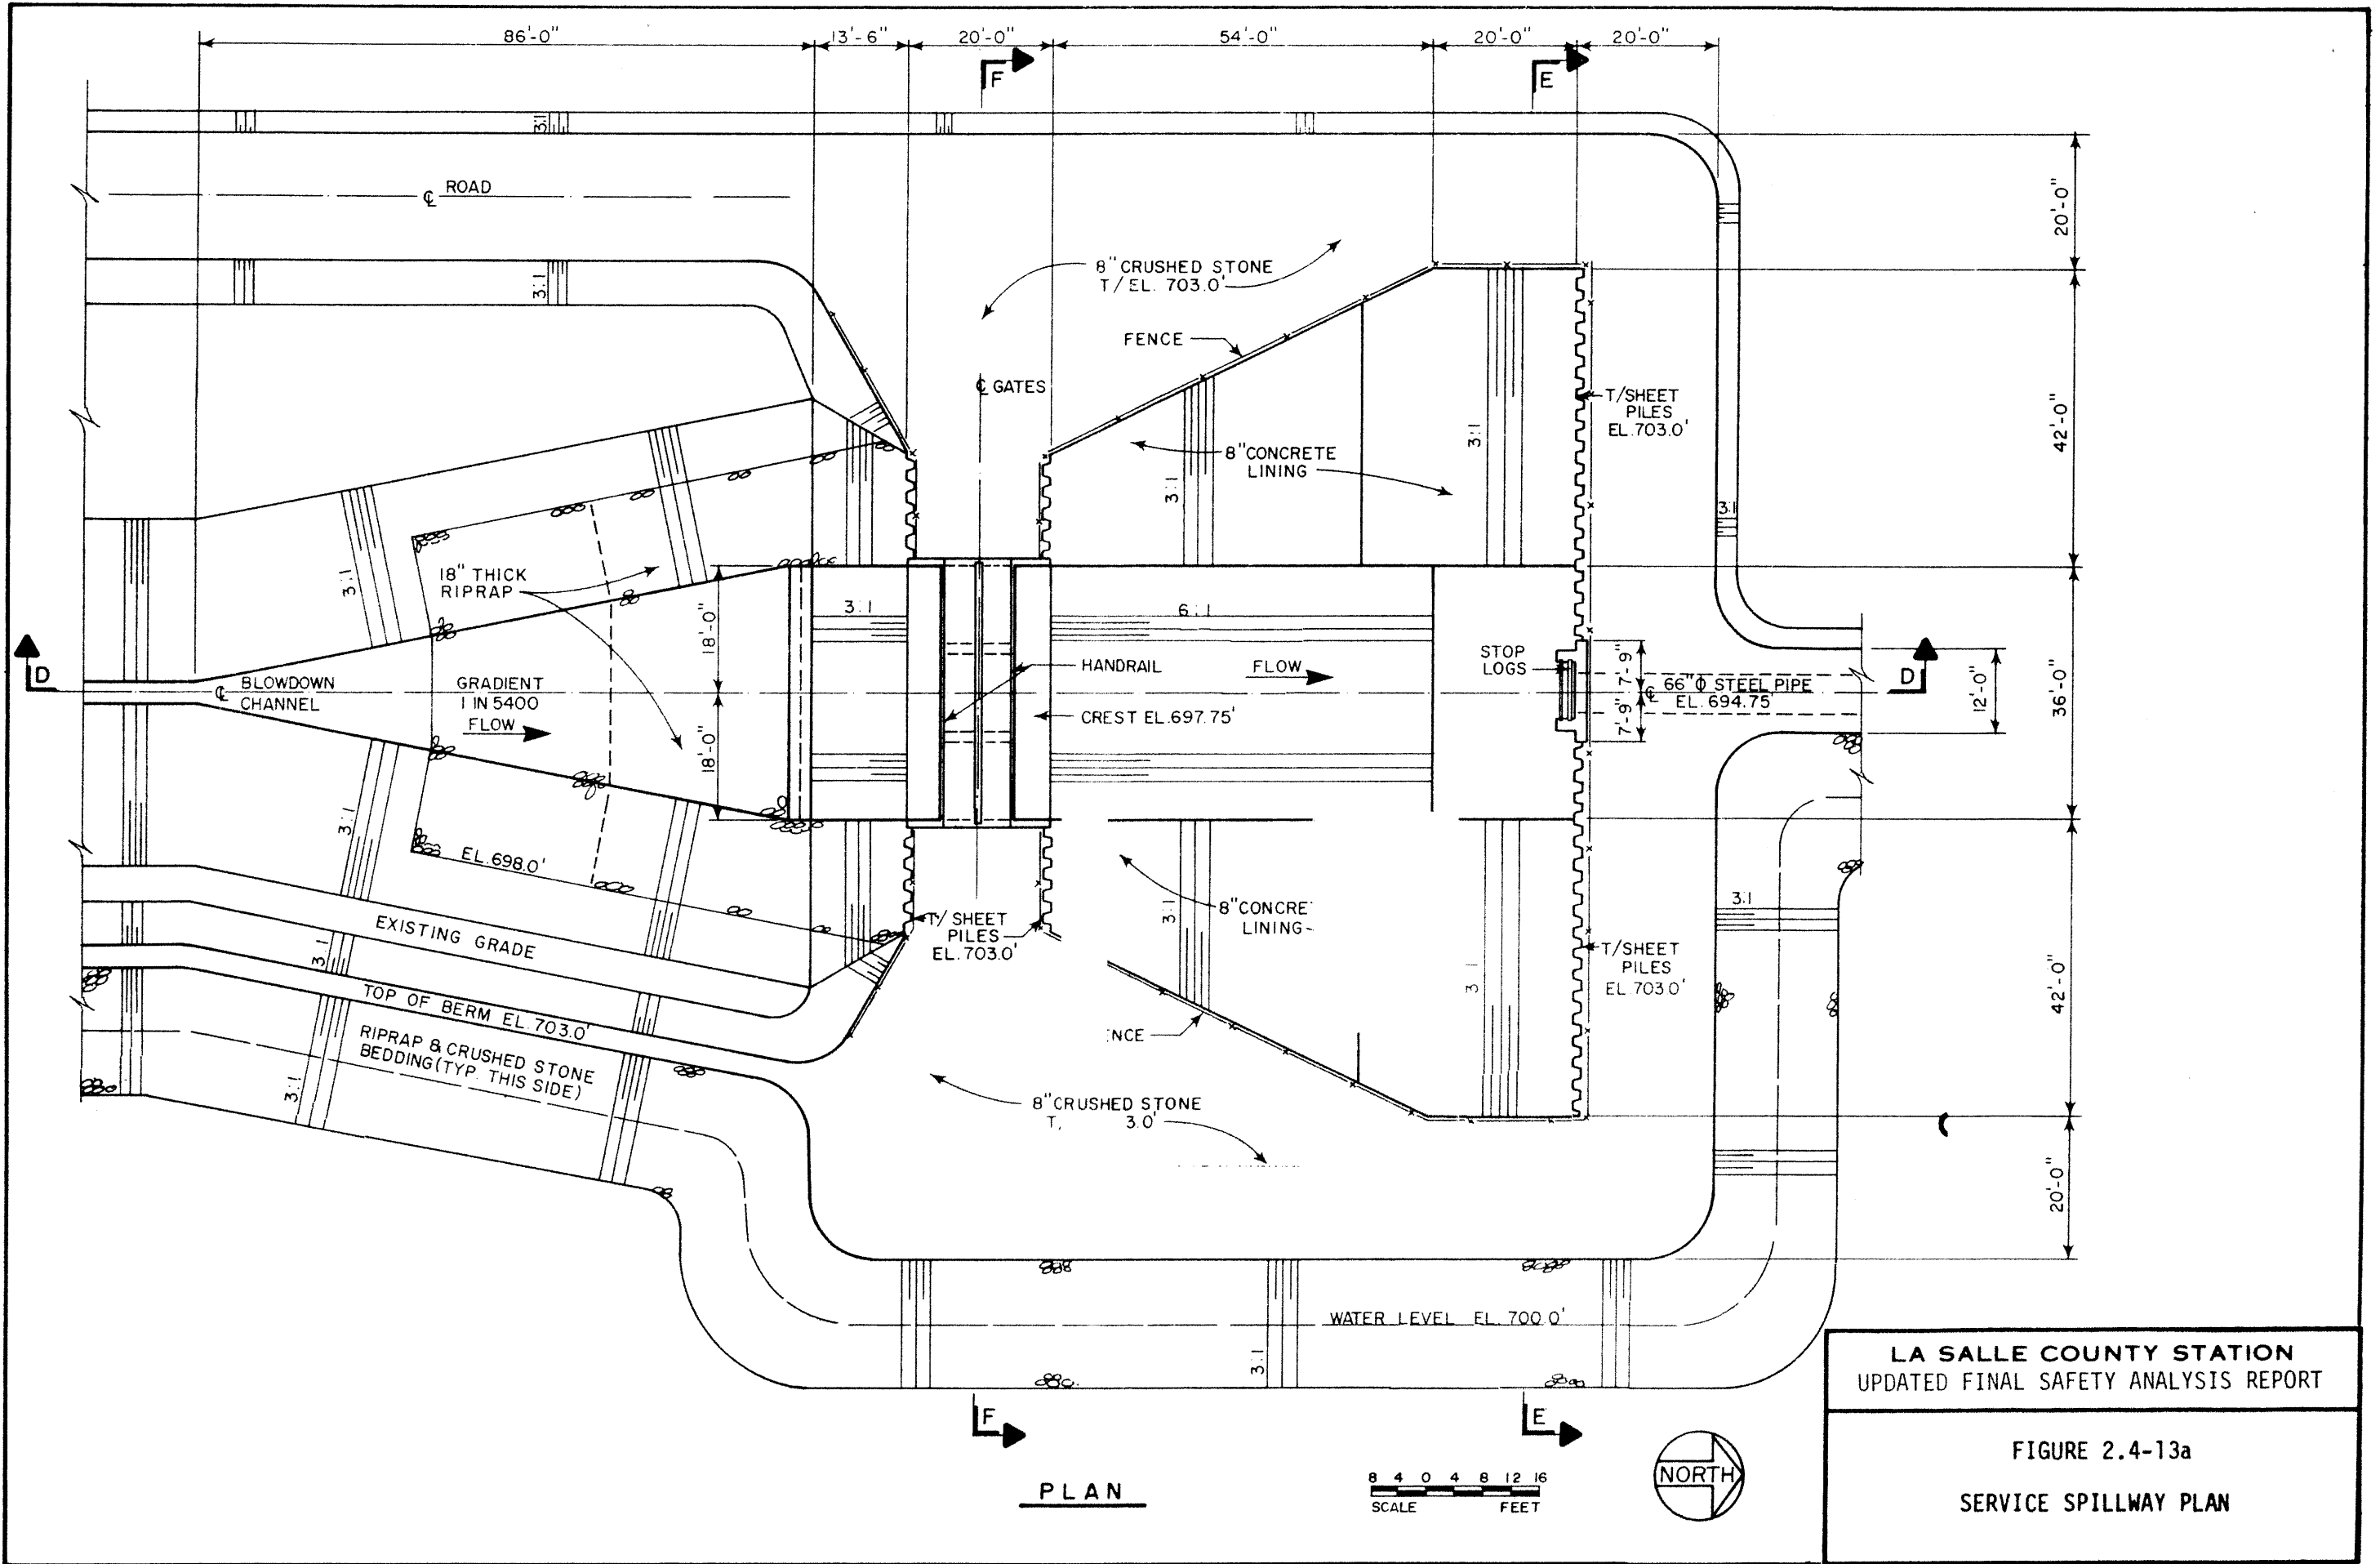 86'-0"
13'-6"
20'-0"
54'-0"
20'-0"
20'-0"
F
E
3:1
℄ ROAD
20'-0"
3:1
8" CRUSHED STONE
T/EL. 703.0'
FENCE
℄ GATES
T/SHEET
PILES
EL.703.0'
42'-0"
3:1
8"CONCRETE
LINING
3:1
3:1
3:1
18" THICK
RIPRAP
18'-0"
3:1
6:1
STOP
LOGS
7'-9"
D
℄ BLOWDOWN
CHANNEL
GRADIENT
1 IN 5400
FLOW
HANDRAIL
FLOW
℄ 66"Φ STEEL PIPE
EL. 694.75'
D
12'-0"
36'-0"
CREST EL.697.75'
18'-0"
7'-9"
3:1
EL.698.0'
EXISTING GRADE
3:1
T/ SHEET
PILES
EL.703.0'
3:1
8"CONCRE
LINING
3:1
T/SHEET
PILES
EL.703.0'
3:1
42'-0"
TOP OF BERM EL.703.0'
RIPRAP & CRUSHED STONE
BEDDING(TYP. THIS SIDE)
3:1
NCE
8"CRUSHED STONE
T, 3.0'
20'-0"
WATER LEVEL EL. 700.0'
3:1
F
E
PLAN
8 4 0 4 8 12 16
SCALE FEET
NORTH
LA SALLE COUNTY STATION
UPDATED FINAL SAFETY ANALYSIS REPORT
FIGURE 2.4-13a
SERVICE SPILLWAY PLAN